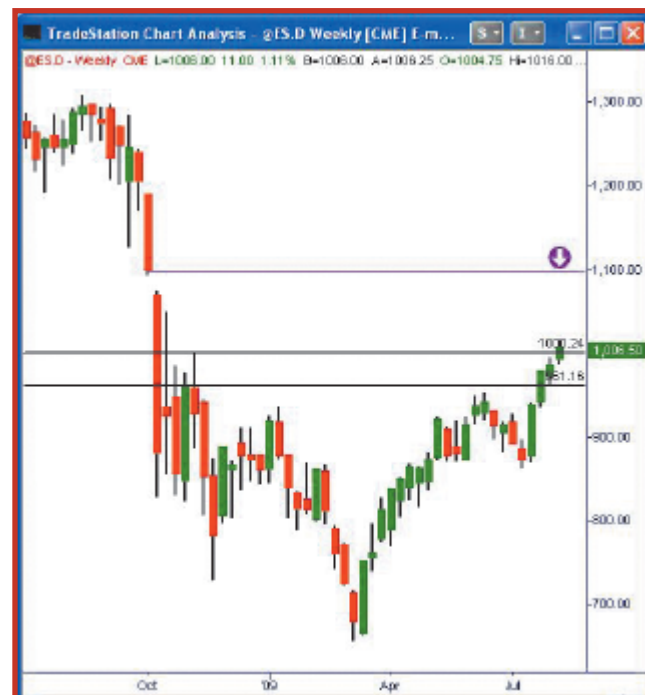 TradeStation Chart Analysis - @ES.D Weekly [CME] E-m...
S
I
@ES.D - Weekly CME L=1006.00 11.00 1.11% B=1006.00 A=1006.25 O=1004.75 Hi=1016.00...
1,300.00
1,200.00
1,100.00
1000.24
1,006.50
961.16
900.00
800.00
700.00
Oct
'09
Apr
Jul